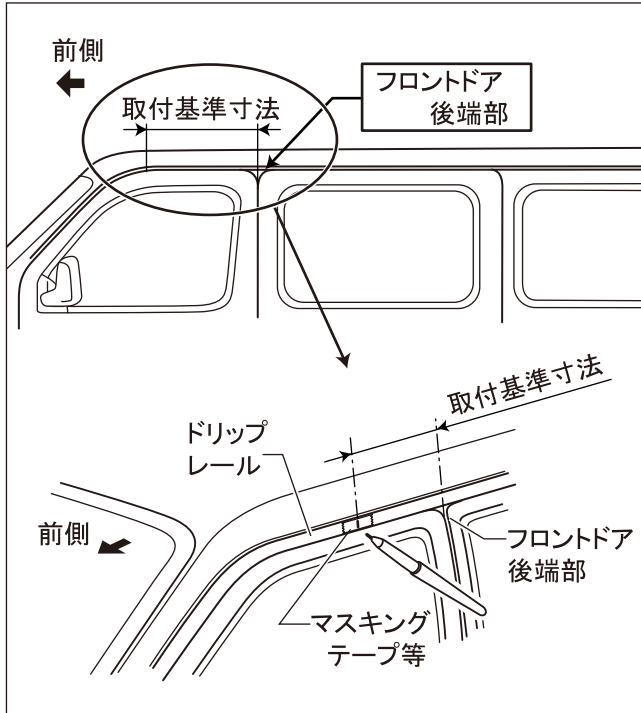 前側
取付基準寸法
フロントドア
後端部
取付基準寸法
ドリップ
レール
前側
フロントドア
後端部
マスキング
テープ等